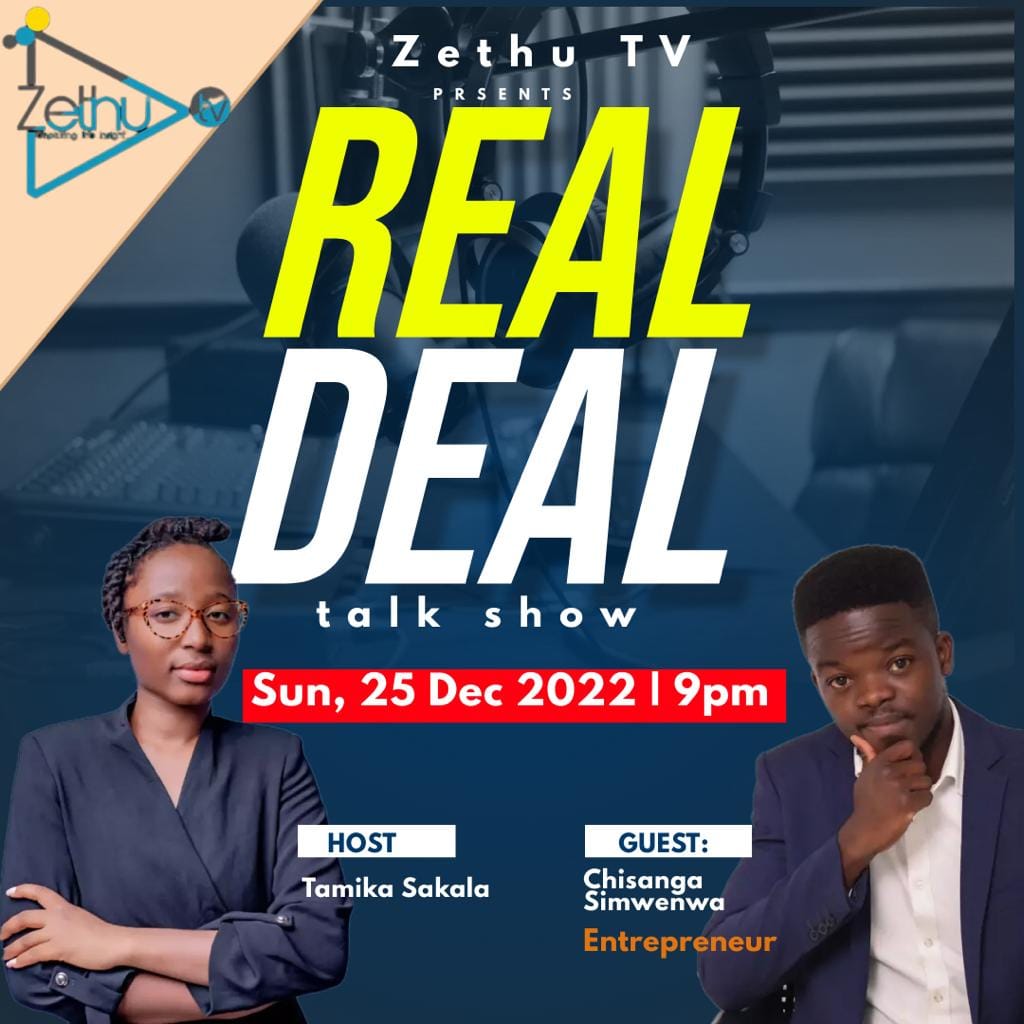 Zethu
tv
Zethu TV
PRSENTS
REAL
DEAL
talk show
Sun, 25 Dec 2022 | 9pm
HOST
Tamika Sakala
GUEST:
Chisanga
Simwenwa
Entrepreneur